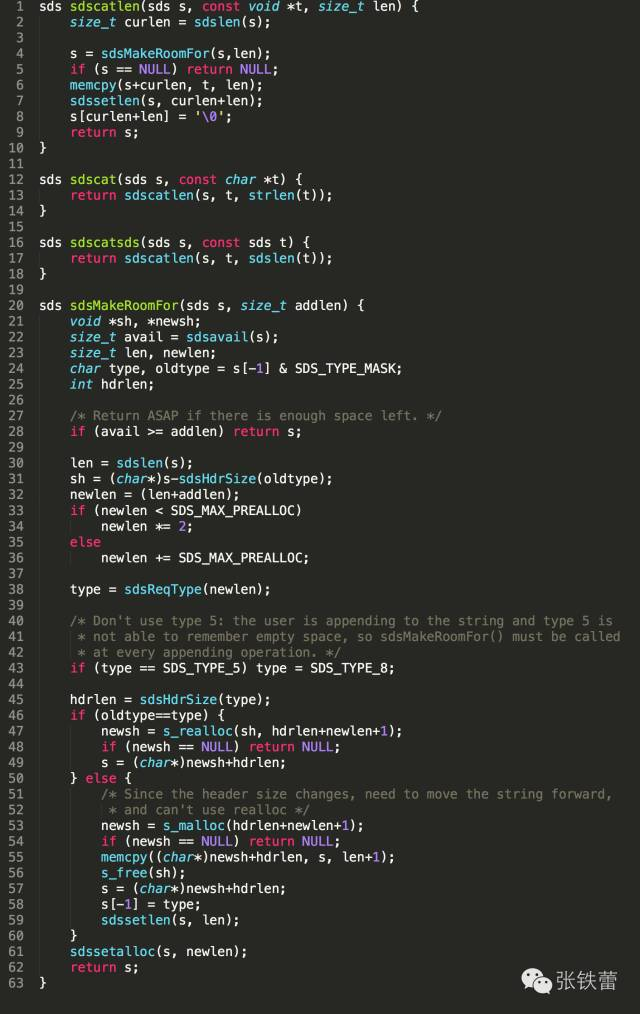 1 sds sdscatlen(sds s, const void *t, size_t len) {
2     size_t curlen = sdslen(s);
3
4     s = sdsMakeRoomFor(s,len);
5     if (s == NULL) return NULL;
6     memcpy(s+curlen, t, len);
7     sdssetlen(s, curlen+len);
8     s[curlen+len] = '\0';
9     return s;
10 }
11
12 sds sdscat(sds s, const char *t) {
13     return sdscatlen(s, t, strlen(t));
14 }
15
16 sds sdscatsds(sds s, const sds t) {
17     return sdscatlen(s, t, sdslen(t));
18 }
19
20 sds sdsMakeRoomFor(sds s, size_t addlen) {
21     void *sh, *newsh;
22     size_t avail = sdsavail(s);
23     size_t len, newlen;
24     char type, oldtype = s[-1] & SDS_TYPE_MASK;
25     int hdrlen;
26
27     /* Return ASAP if there is enough space left. */
28     if (avail >= addlen) return s;
29
30     len = sdslen(s);
31     sh = (char*)s-sdsHdrSize(oldtype);
32     newlen = (len+addlen);
33     if (newlen < SDS_MAX_PREALLOC)
34         newlen *= 2;
35     else
36         newlen += SDS_MAX_PREALLOC;
37
38     type = sdsReqType(newlen);
39
40     /* Don't use type 5: the user is appending to the string and type 5 is
41      * not able to remember empty space, so sdsMakeRoomFor() must be called
42      * at every appending operation. */
43     if (type == SDS_TYPE_5) type = SDS_TYPE_8;
44
45     hdrlen = sdsHdrSize(type);
46     if (oldtype==type) {
47         newsh = s_realloc(sh, hdrlen+newlen+1);
48         if (newsh == NULL) return NULL;
49         s = (char*)newsh+hdrlen;
50     } else {
51         /* Since the header size changes, need to move the string forward,
52          * and can't use realloc */
53         newsh = s_malloc(hdrlen+newlen+1);
54         if (newsh == NULL) return NULL;
55         memcpy((char*)newsh+hdrlen, s, len+1);
56         s_free(sh);
57         s = (char*)newsh+hdrlen;
58         s[-1] = type;
59         sdssetlen(s, len);
60     }
61     sdssetalloc(s, newlen);
62     return s;
63 }
张铁蕾